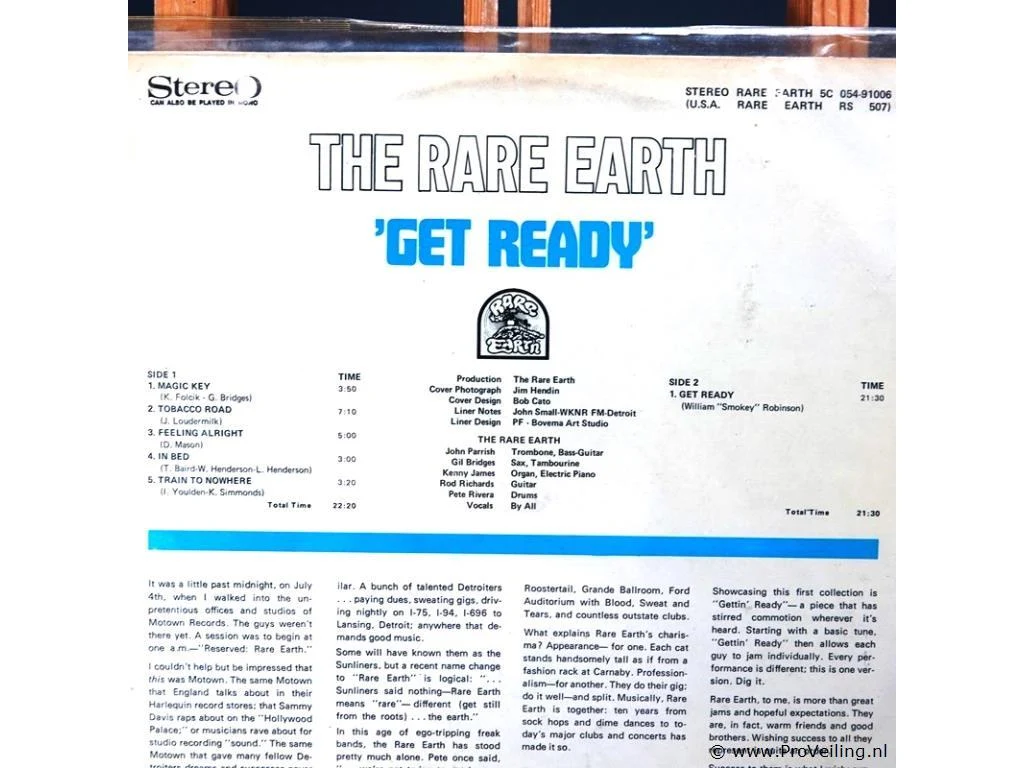 Stereo
CAN ALSO BE PLAYED IN MONO
STEREO RARE EARTH 5C 054-91006
(U.S.A. RARE EARTH RS 507)
THE RARE EARTH
'GET READY'
RARE
EARTH
SIDE 1 TIME
1. MAGIC KEY 3:50
(K. Folcik - G. Bridges)
2. TOBACCO ROAD 7:10
(J. Loudermilk)
3. FEELING ALRIGHT 5:00
(D. Mason)
4. IN BED 3:00
(T. Baird-W. Henderson-L. Henderson)
5. TRAIN TO NOWHERE 3:20
(I. Youlden-K. Simmonds)
Total Time 22:20
Production The Rare Earth
Cover Photograph Jim Hendin
Cover Design Bob Cato
Liner Notes John Small-WKNR FM-Detroit
Liner Design PF - Bovema Art Studio
THE RARE EARTH
John Parrish Trombone, Bass-Guitar
Gil Bridges Sax, Tambourine
Kenny James Organ, Electric Piano
Rod Richards Guitar
Pete Rivera Drums
Vocals By All
SIDE 2 TIME
1. GET READY 21:30
(William "Smokey" Robinson)
Total Time 21:30
It was a little past midnight, on July
4th, when I walked into the un-
pretentious offices and studios of
Motown Records. The guys weren't
there yet. A session was to begin at
one a.m.—"Reserved: Rare Earth."
I couldn't help but be impressed that
this was Motown. The same Motown
that England talks about in their
Harlequin record stores; that Sammy
Davis raps about on the "Hollywood
Palace;" or musicians rave about for
studio recording "sound." The same
Motown that gave many fellow De-
troiters dreams and successes never
ilar. A bunch of talented Detroiters
. . . paying dues, sweating gigs, driv-
ing nightly on I-75, I-94, I-696 to
Lansing, Detroit; anywhere that de-
mands good music.
Some will have known them as the
Sunliners, but a recent name change
to "Rare Earth" is logical: ". . .
Sunliners said nothing—Rare Earth
means "rare"— different (get still
from the roots) . . . the earth."
In this age of ego-tripping freak
bands, the Rare Earth has stood
pretty much alone. Pete once said,
Roostertail, Grande Ballroom, Ford
Auditorium with Blood, Sweat and
Tears, and countless outstate clubs.
What explains Rare Earth's charis-
ma? Appearance— for one. Each cat
stands handsomely tall as if from a
fashion rack at Carnaby. Profession-
alism—for another. They do their gig;
do it well—and split. Musically, Rare
Earth is together: ten years from
sock hops and dime dances to to-
day's major clubs and concerts has
made it so.
Showcasing this first collection is
"Gettin' Ready"— a piece that has
stirred commotion wherever it's
heard. Starting with a basic tune,
"Gettin' Ready" then allows each
guy to jam individually. Every per-
formance is different; this is one ver-
sion. Dig it.
Rare Earth, to me, is more than great
jams and hopeful expectations. They
are, in fact, warm friends and good
brothers. Wishing success to all they
© www.ProVeiling.nl